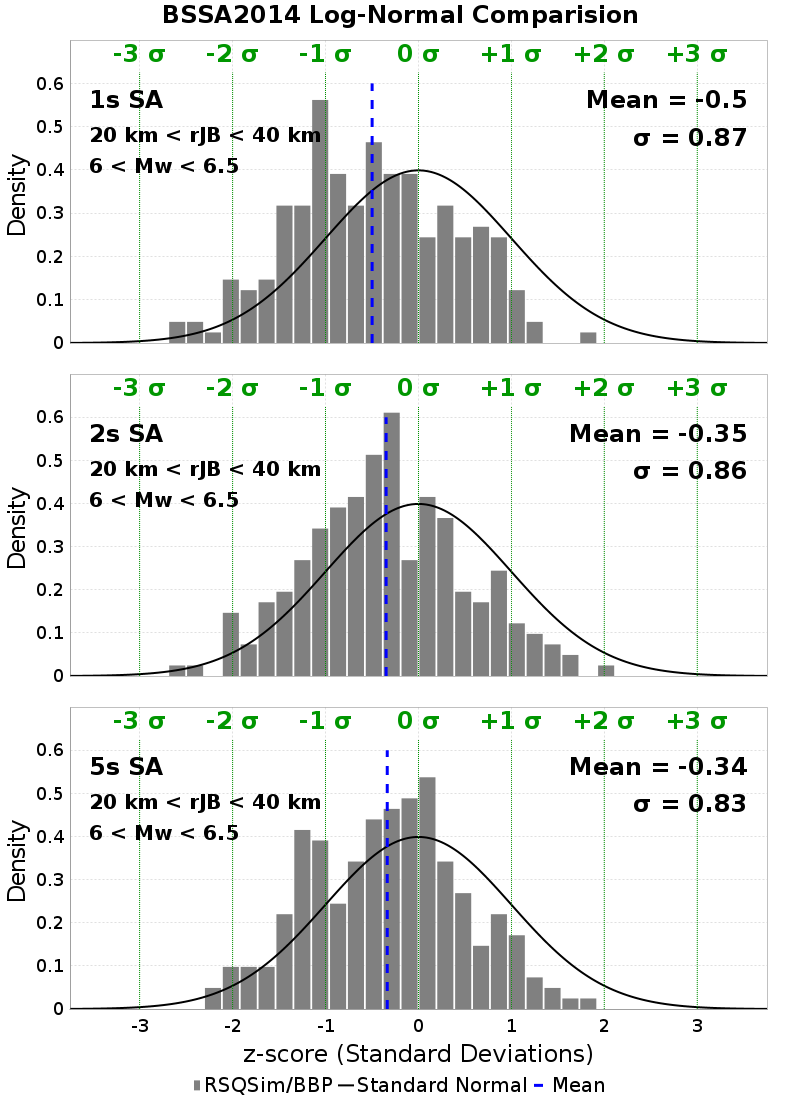 BSSA2014 Log-Normal Comparision
-3 σ -2 σ -1 σ 0 σ +1 σ +2 σ +3 σ
1s SA
20 km < rJB < 40 km
6 < Mw < 6.5
Mean = -0.5
σ = 0.87
Density
0.6
0.5
0.4
0.3
0.2
0.1
0
-3 σ -2 σ -1 σ 0 σ +1 σ +2 σ +3 σ
2s SA
20 km < rJB < 40 km
6 < Mw < 6.5
Mean = -0.35
σ = 0.86
Density
0.6
0.5
0.4
0.3
0.2
0.1
0
-3 σ -2 σ -1 σ 0 σ +1 σ +2 σ +3 σ
5s SA
20 km < rJB < 40 km
6 < Mw < 6.5
Mean = -0.34
σ = 0.83
Density
0.6
0.5
0.4
0.3
0.2
0.1
0
-3 -2 -1 0 1 2 3
z-score (Standard Deviations)
RSQSim/BBP Standard Normal Mean